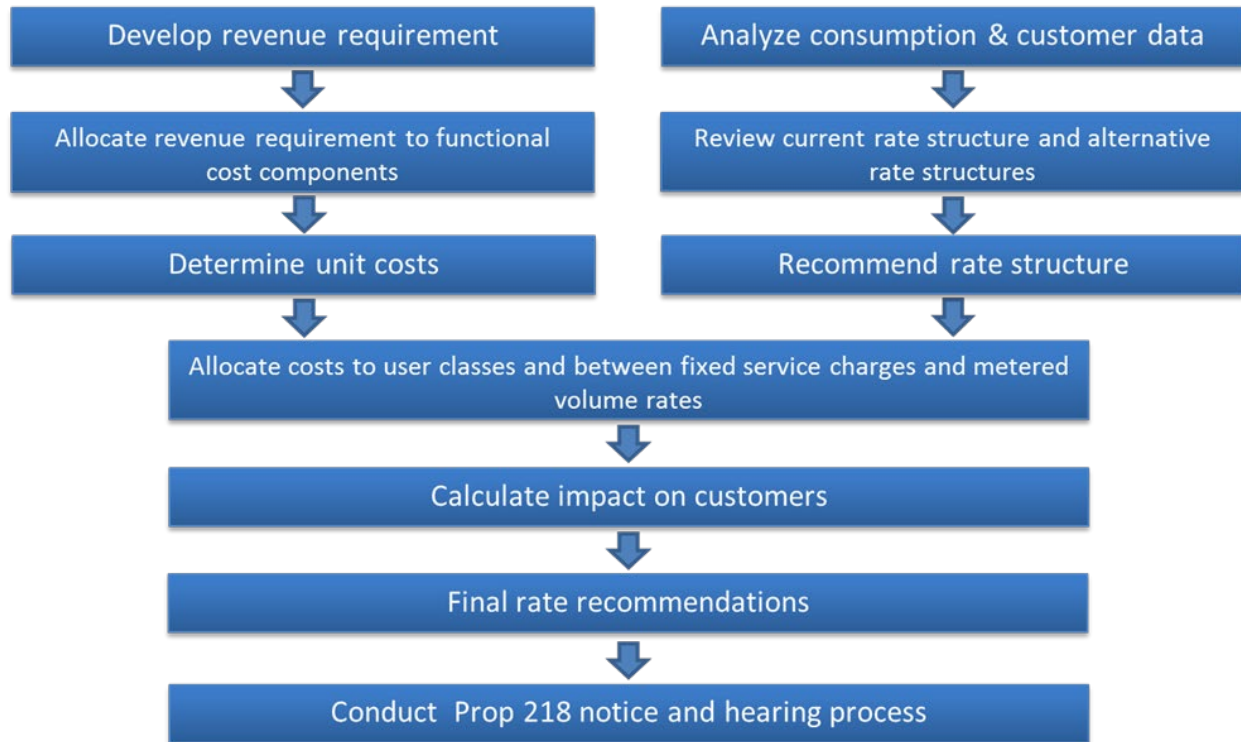 Develop revenue requirement
Analyze consumption & customer data
Allocate revenue requirement to functional
cost components
Review current rate structure and alternative
rate structures
Determine unit costs
Recommend rate structure
Allocate costs to user classes and between fixed service charges and metered
volume rates
Calculate impact on customers
Final rate recommendations
Conduct Prop 218 notice and hearing process